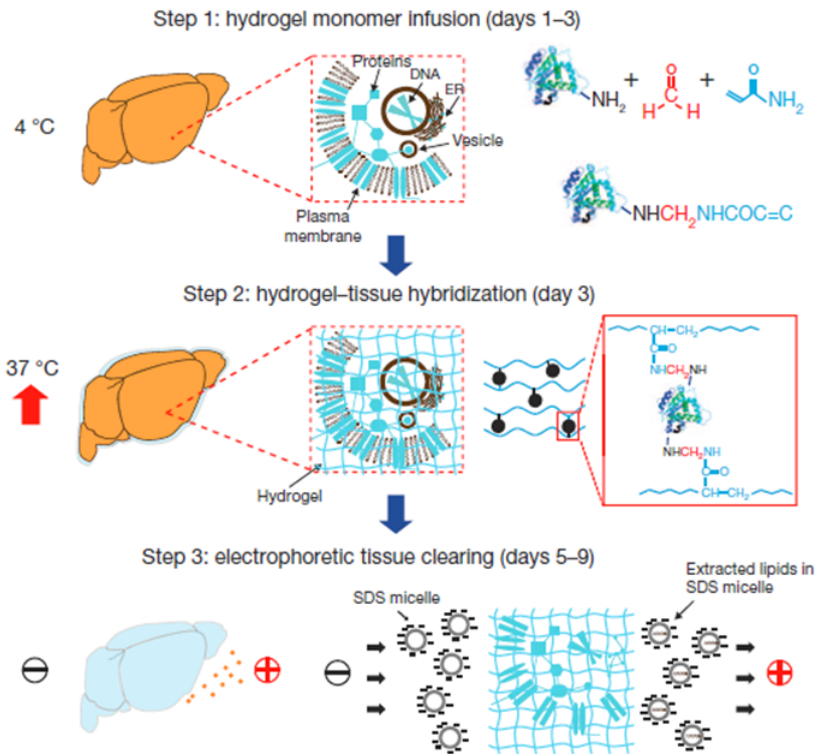 Step 1: hydrogel monomer infusion (days 1–3)
4 °C
Proteins
DNA
ER
Vesicle
Plasma
membrane
NH2
+
O
H C H
+
O
NH2
NHCH2NHCOC=C
Step 2: hydrogel–tissue hybridization (day 3)
37 °C
Hydrogel
CH–CH2
C=O
NHCH2NH
NHCH2NH
C=O
CH–CH2
Step 3: electrophoretic tissue clearing (days 5–9)
SDS micelle
Extracted lipids in
SDS micelle